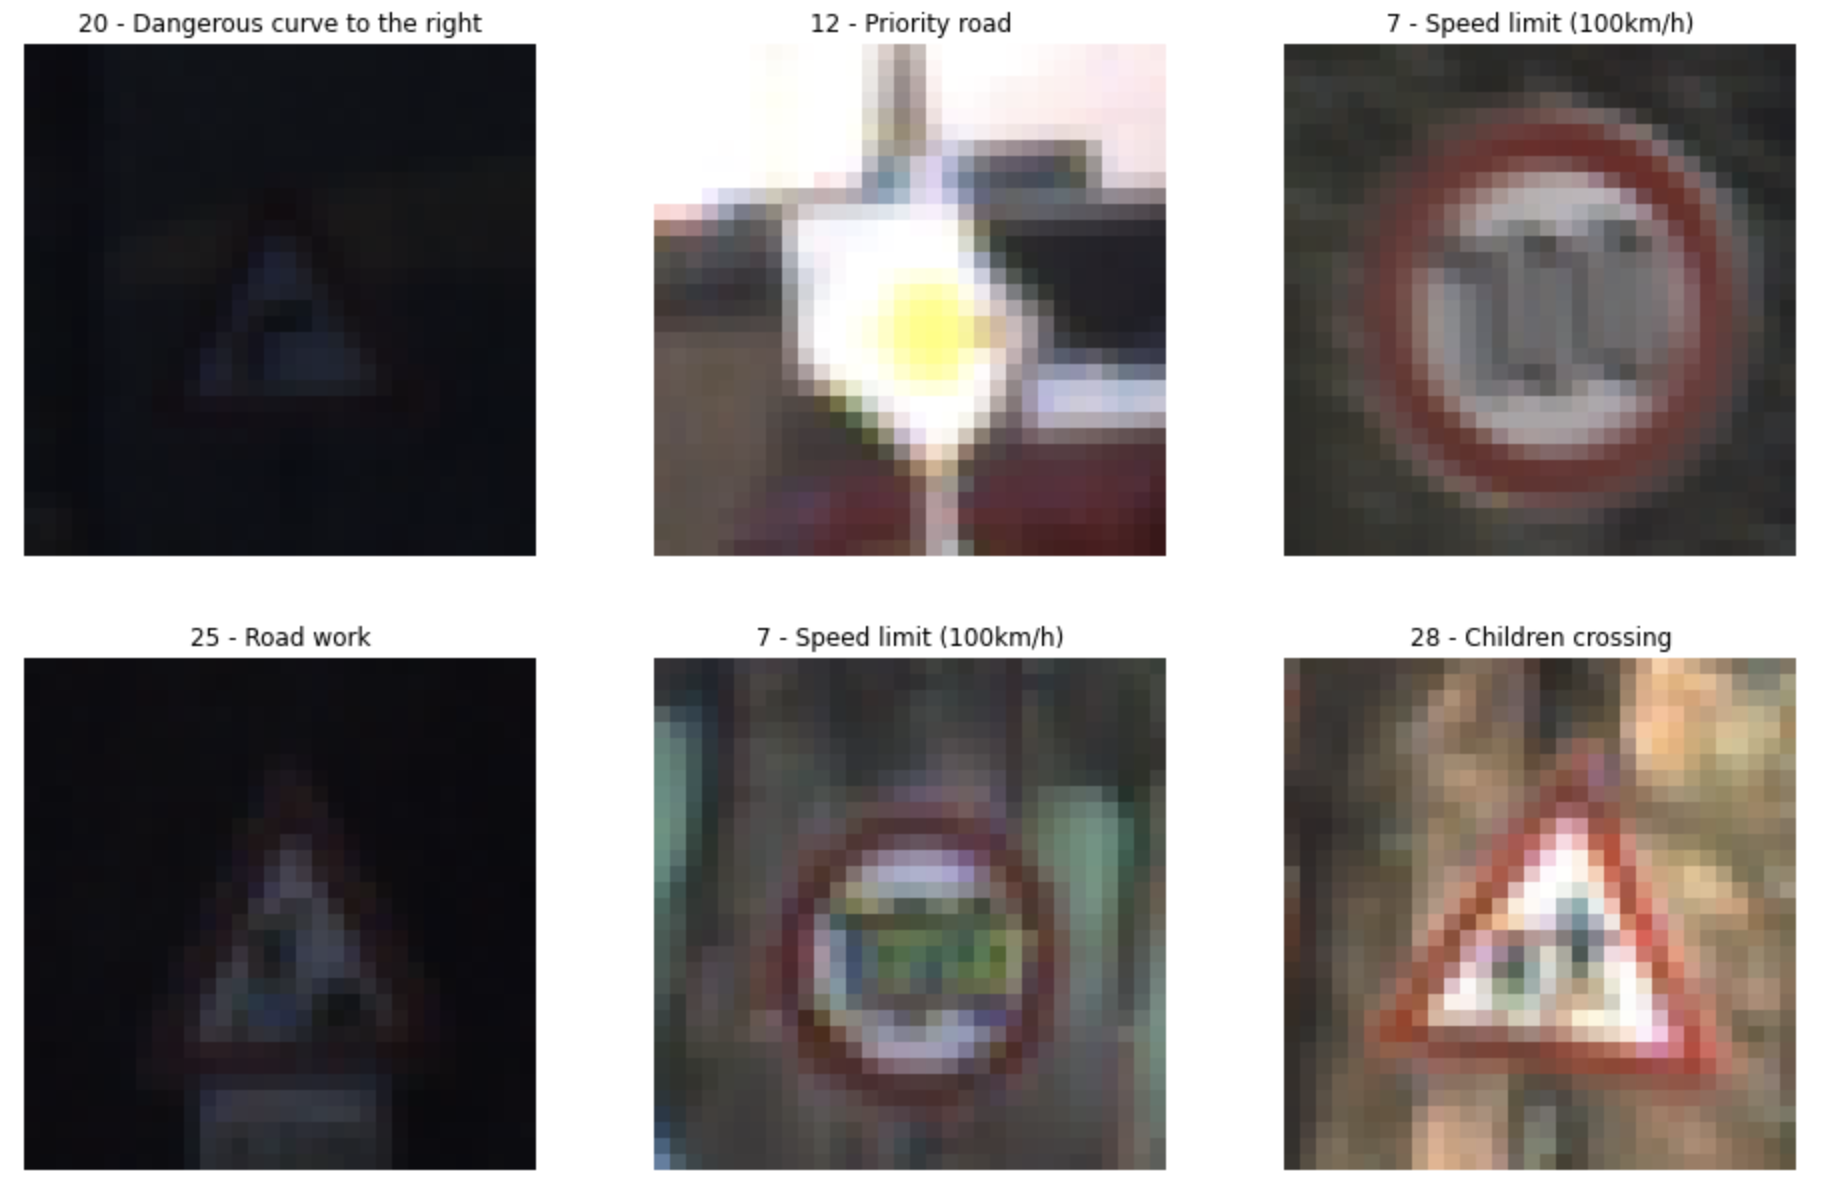 20 - Dangerous curve to the right
12 - Priority road
7 - Speed limit (100km/h)
25 - Road work
7 - Speed limit (100km/h)
28 - Children crossing